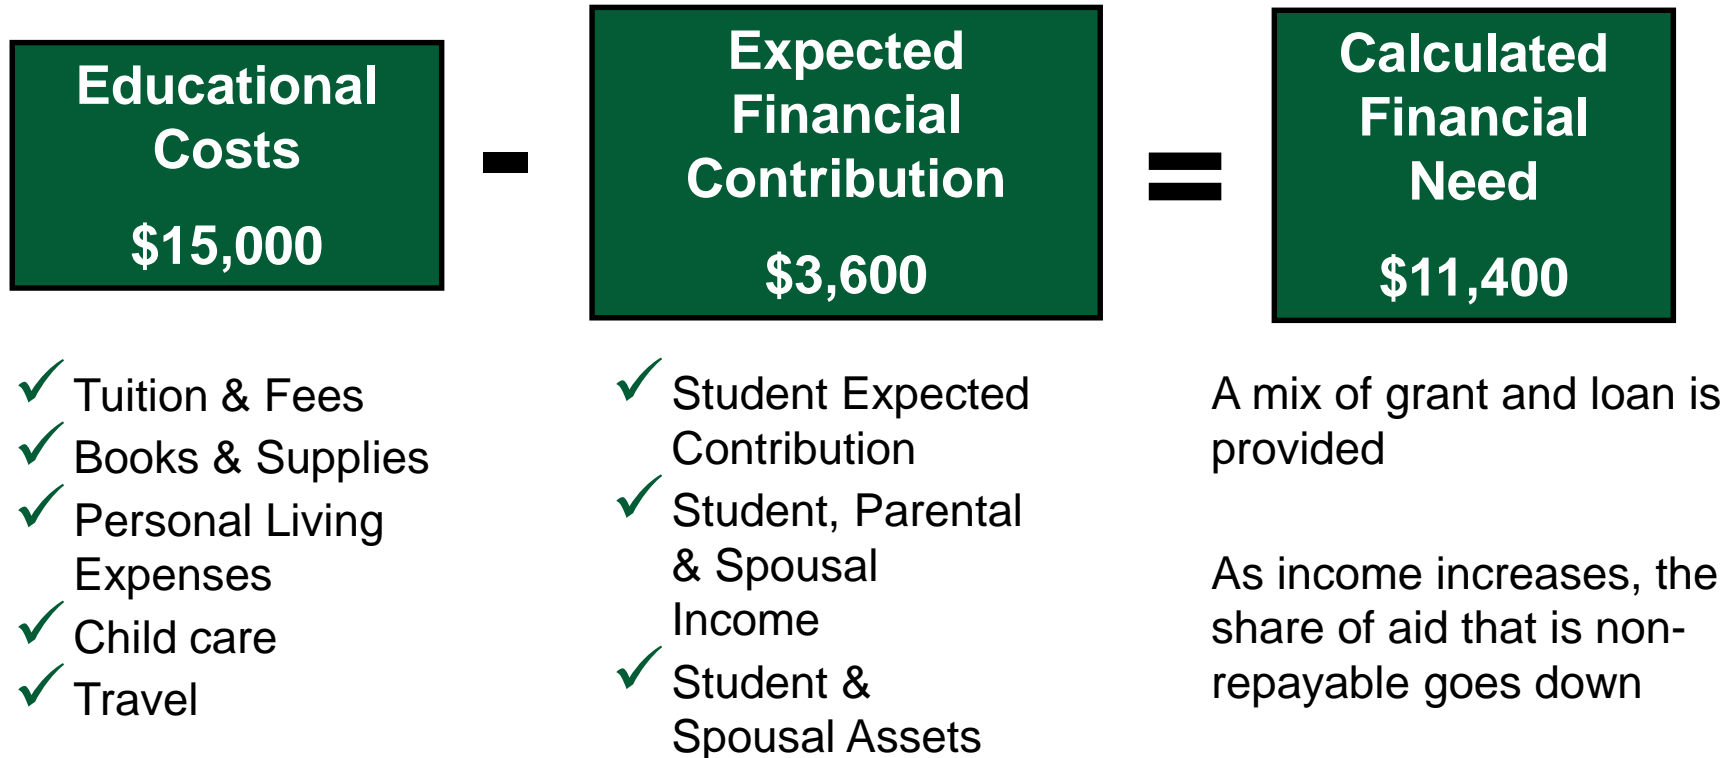 Educational
Costs
$15,000
-
Expected
Financial
Contribution
$3,600
=
Calculated
Financial
Need
$11,400
✓ Tuition & Fees
✓ Books & Supplies
✓ Personal Living
Expenses
✓ Child care
✓ Travel
✓ Student Expected
Contribution
✓ Student, Parental
& Spousal
Income
✓ Student &
Spousal Assets
A mix of grant and loan is
provided
As income increases, the
share of aid that is non-
repayable goes down